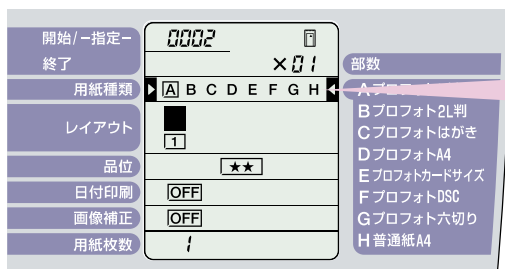 開始/-指定-
終了
用紙種類
レイアウト
品位
日付印刷
画像補正
用紙枚数
0002
×01
A B C D E F G H
1
★★
OFF
OFF
1
部数
A
Bプロフォト2L判
Cプロフォトはがき
DプロフォトA4
Eプロフォトカードサイズ
FプロフォトDSC
Gプロフォト六切り
H普通紙A4